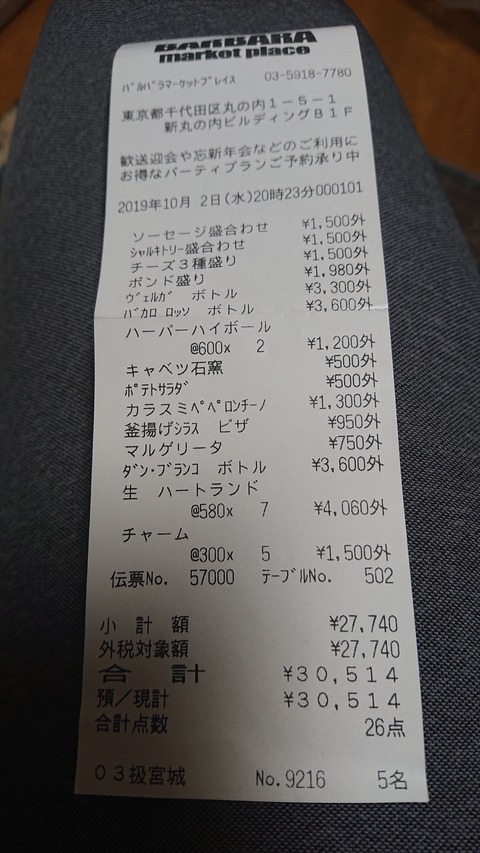 BARBARA
market place
バルバラマーケットプレイス 03-5918-7780
東京都千代田区丸の内1-5-1
新丸の内ビルディングB1F
歓送迎会や忘新年会などのご利用に
お得なパーティプランご予約承り中
2019年10月 2日(水)20時23分000101
ソーセージ盛合わせ ¥1,500外
シャルキトリー盛合わせ ¥1,500外
チーズ3種盛り ¥1,500外
ボンド盛り ¥1,980外
ヴェルガ ボトル ¥3,300外
バカロ ロッソ ボトル ¥3,600外
ハーバーハイボール
@600x 2 ¥1,200外
キャベツ石窯 ¥500外
ポテトサラダ ¥500外
カラスミペペロンチーノ ¥1,300外
釜揚げシラス ピザ ¥950外
マルゲリータ ¥750外
ダン・ブランコ ボトル ¥3,600外
生 ハートランド
@580x 7 ¥4,060外
チャーム
@300x 5 ¥1,500外
伝票No. 57000 テーブルNo. 502
小 計 額 ¥27,740
外税対象額 ¥27,740
合 計 ¥30,514
預/現計 ¥30,514
合計点数 26点
03扱宮城 No.9216 5名